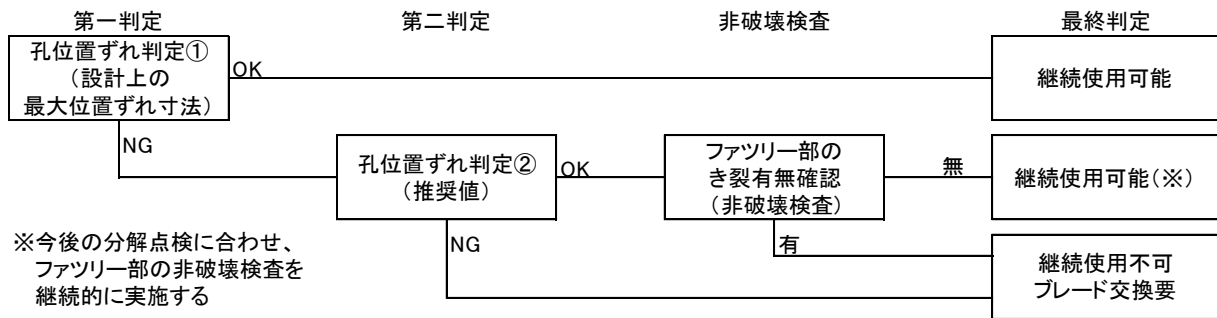 第一判定
第二判定
非破壊検査
最終判定
孔位置ずれ判定①
（設計上の
最大位置ずれ寸法）
OK
継続使用可能
NG
孔位置ずれ判定②
（推奨値）
OK
ファツリー部の
き裂有無確認
（非破壊検査）
無
継続使用可能（※）
NG
有
継続使用不可
ブレード交換要
※今後の分解点検に合わせ、
ファツリー部の非破壊検査を
継続的に実施する